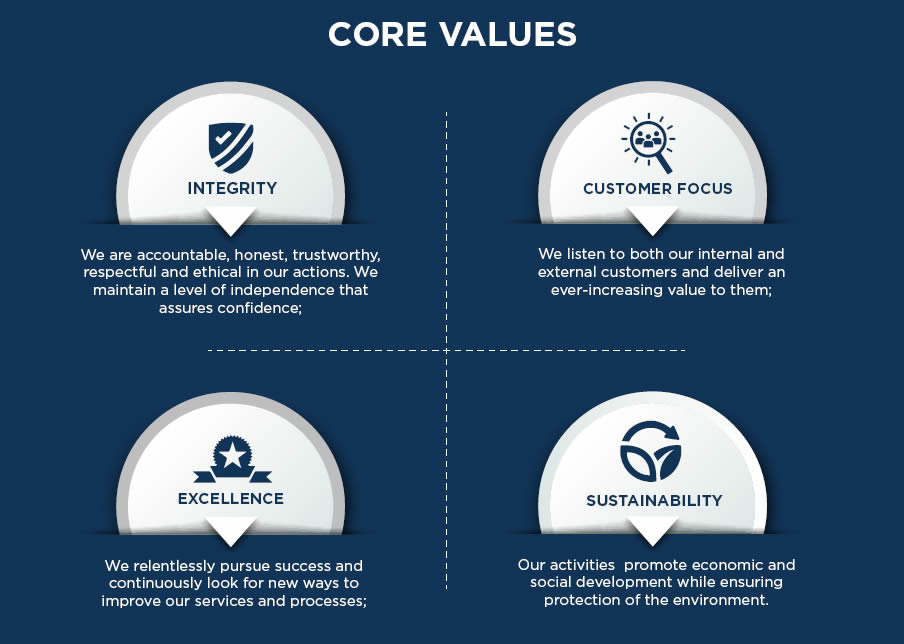 CORE VALUES
INTEGRITY
We are accountable, honest, trustworthy,
respectful and ethical in our actions. We
maintain a level of independence that
assures confidence;
CUSTOMER FOCUS
We listen to both our internal and
external customers and deliver an
ever-increasing value to them;
EXCELLENCE
We relentlessly pursue success and
continuously look for new ways to
improve our services and processes;
SUSTAINABILITY
Our activities  promote economic and
social development while ensuring
protection of the environment.